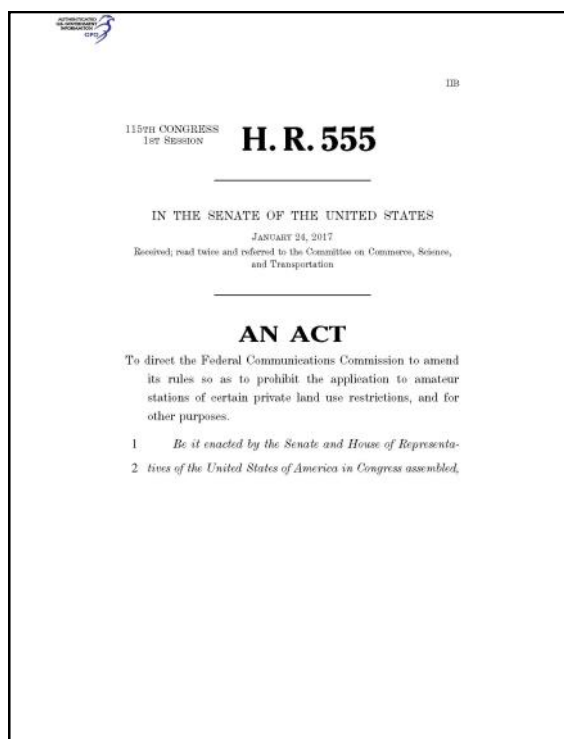 AUTHENTICATED
U.S. GOVERNMENT
INFORMATION
GPO
IIB
115TH CONGRESS
1ST SESSION
H. R. 555
IN THE SENATE OF THE UNITED STATES
JANUARY 24, 2017
Received; read twice and referred to the Committee on Commerce, Science,
and Transportation
AN ACT
To direct the Federal Communications Commission to amend
its rules so as to prohibit the application to amateur
stations of certain private land use restrictions, and for
other purposes.
1 Be it enacted by the Senate and House of Representa-
2 tives of the United States of America in Congress assembled,